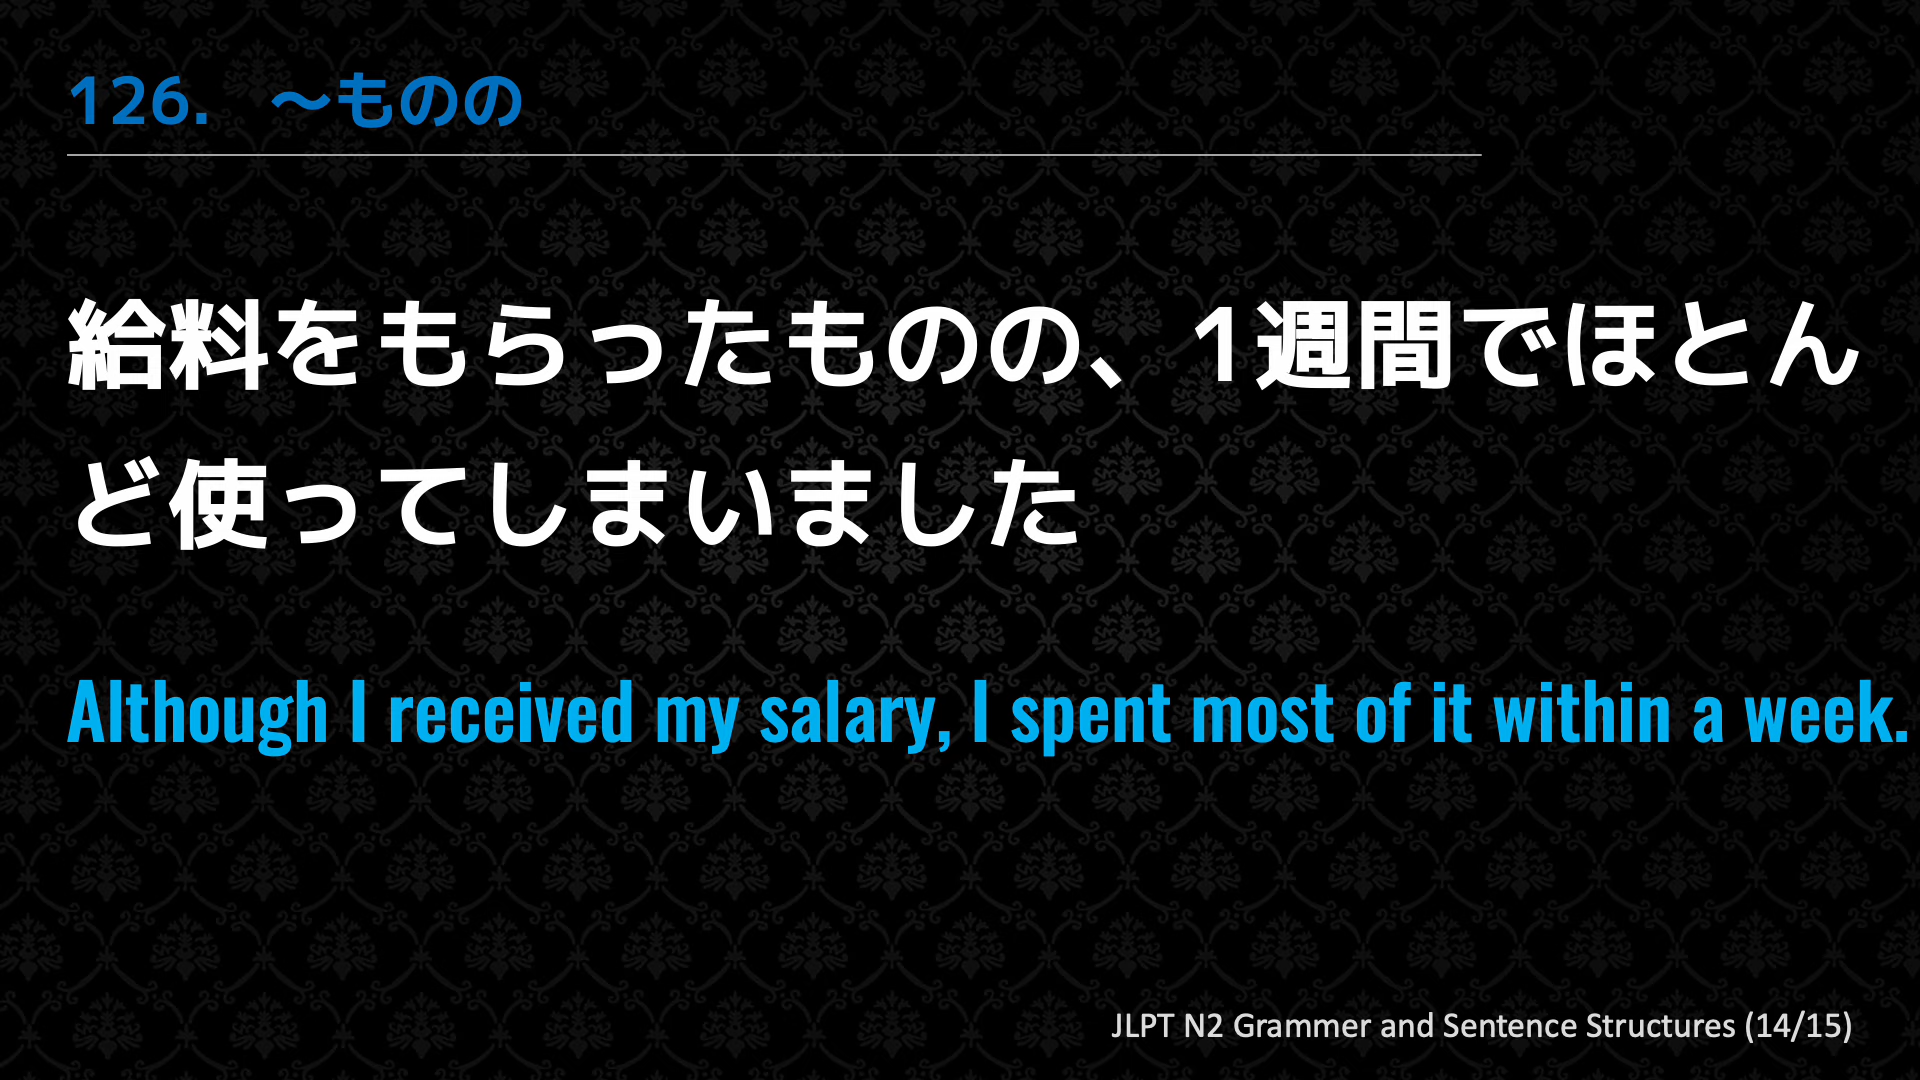 126. ～ものの
給料をもらったものの、1週間でほとん
ど使ってしまいました
Although I received my salary, I spent most of it within a week.
JLPT N2 Grammer and Sentence Structures (14/15)